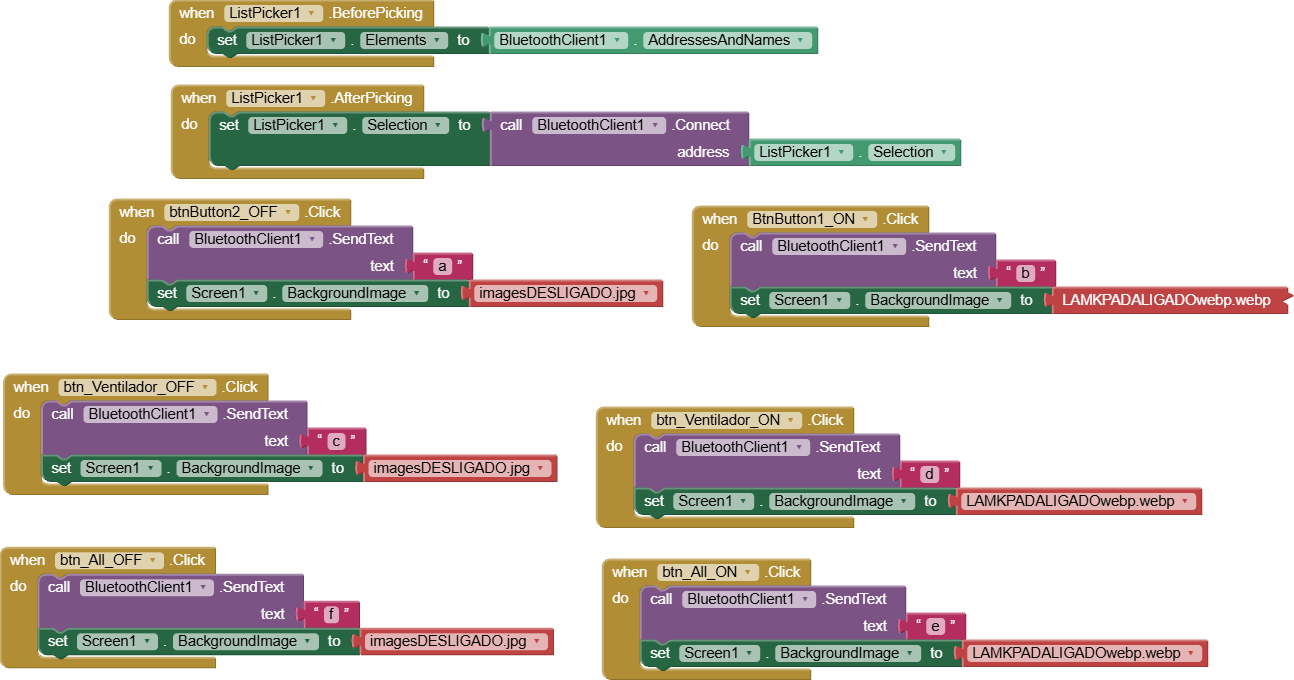 when ListPicker1 .BeforePicking
do set ListPicker1 . Elements to BluetoothClient1 . AddressesAndNames
when ListPicker1 .AfterPicking
do set ListPicker1 . Selection to call BluetoothClient1 .Connect
address ListPicker1 . Selection
when btnButton2_OFF .Click
do call BluetoothClient1 .SendText
text “ a ”
set Screen1 . BackgroundImage to imagesDESLIGADO.jpg
when BtnButton1_ON .Click
do call BluetoothClient1 .SendText
text “ b ”
set Screen1 . BackgroundImage to LAMKPADALIGADOwebp.webp
when btn_Ventilador_OFF .Click
do call BluetoothClient1 .SendText
text “ c ”
set Screen1 . BackgroundImage to imagesDESLIGADO.jpg
when btn_Ventilador_ON .Click
do call BluetoothClient1 .SendText
text “ d ”
set Screen1 . BackgroundImage to LAMKPADALIGADOwebp.webp
when btn_All_OFF .Click
do call BluetoothClient1 .SendText
text “ f ”
set Screen1 . BackgroundImage to imagesDESLIGADO.jpg
when btn_All_ON .Click
do call BluetoothClient1 .SendText
text “ e ”
set Screen1 . BackgroundImage to LAMKPADALIGADOwebp.webp